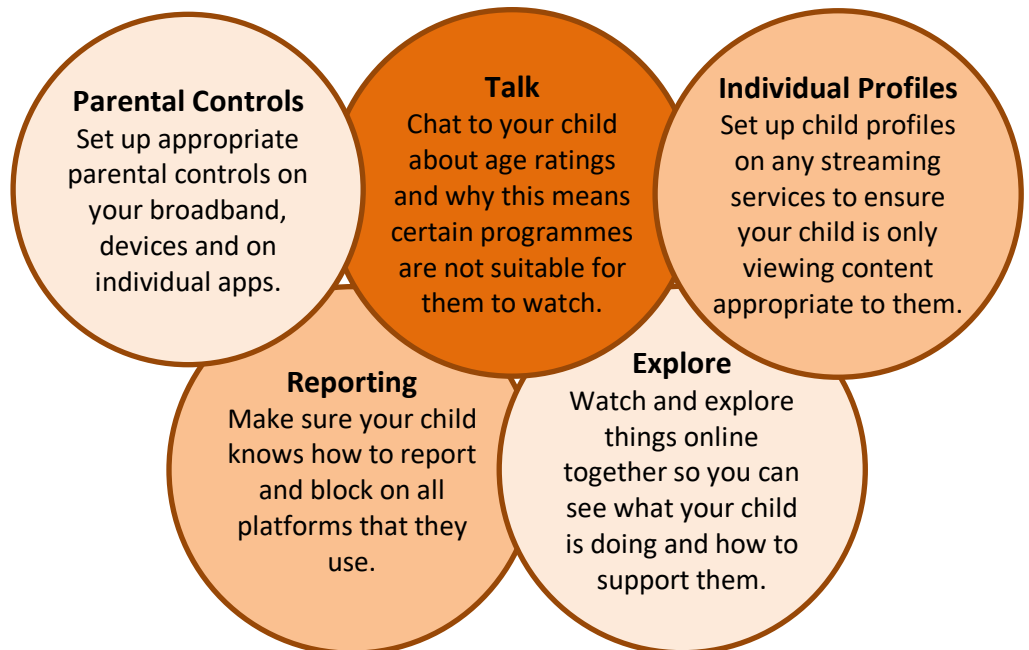 Parental Controls
Set up appropriate
parental controls on
your broadband,
devices and on
individual apps.
Talk
Chat to your child
about age ratings
and why this means
certain programmes
are not suitable for
them to watch.
Individual Profiles
Set up child profiles
on any streaming
services to ensure
your child is only
viewing content
appropriate to them.
Reporting
Make sure your child
knows how to report
and block on all
platforms that they
use.
Explore
Watch and explore
things online
together so you can
see what your child
is doing and how to
support them.